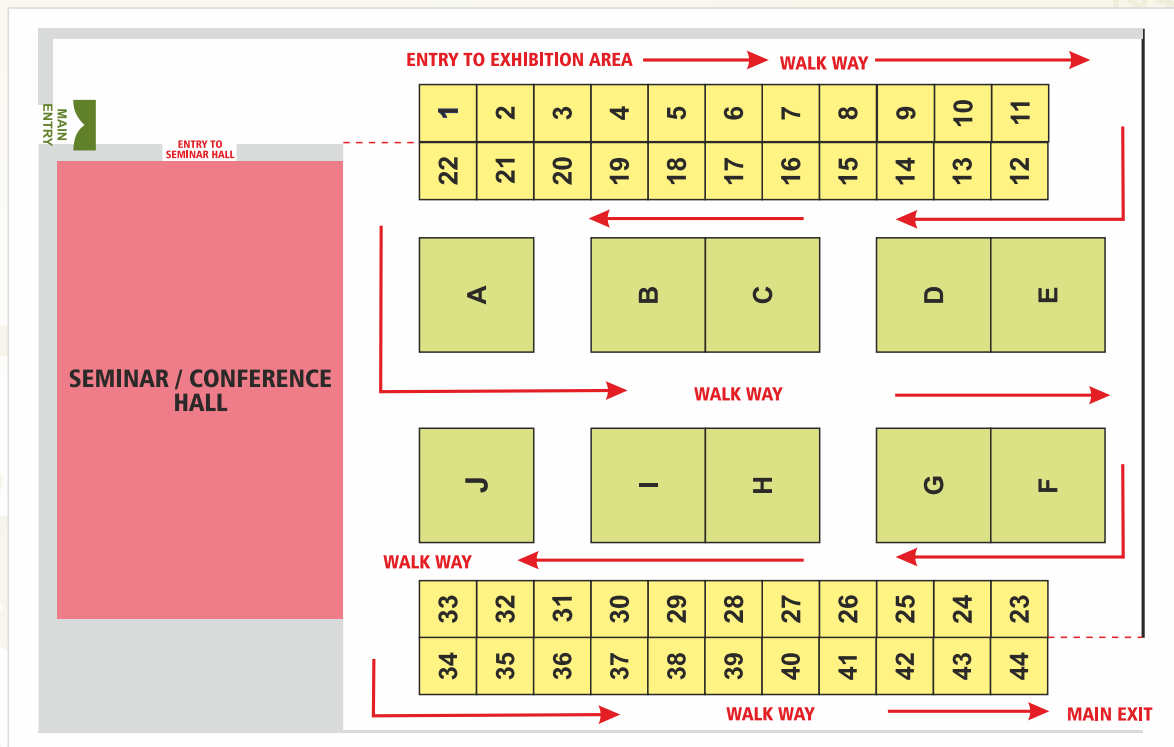 ENTRY TO EXHIBITION AREA
WALK WAY
MAIN
ENTRY
ENTRY TO
SEMINAR HALL
1 2 3 4 5 6 7 8 9 10 11
22 21 20 19 18 17 16 15 14 13 12
A B C D E
SEMINAR / CONFERENCE
HALL
WALK WAY
J I H G F
WALK WAY
33 32 31 30 29 28 27 26 25 24 23
34 35 36 37 38 39 40 41 42 43 44
WALK WAY
MAIN EXIT